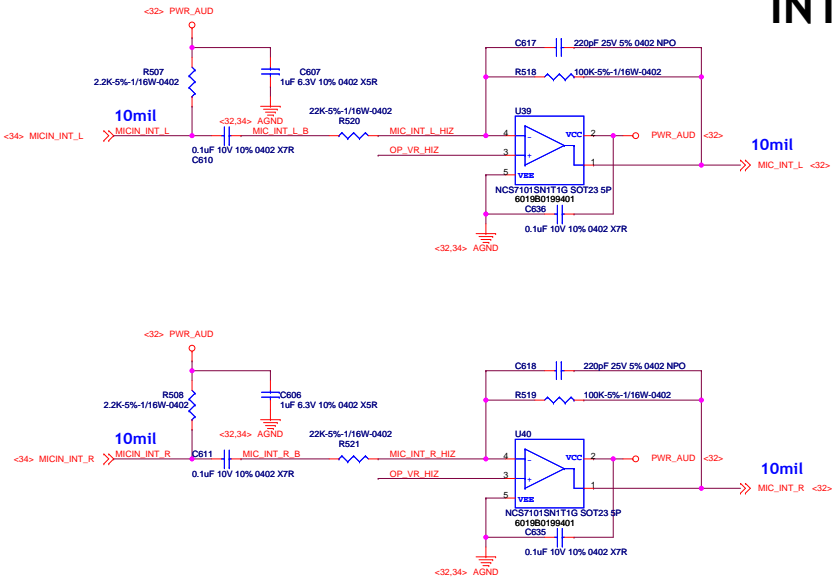 INT
<32> PWR_AUD
R507
2.2K-5%-1/16W-0402
C607
1uF 6.3V 10% 0402 X5R
<32,34> AGND
10mil
<34> MICIN_INT_L
MICIN_INT_L
0.1uF 10V 10% 0402 X7R
C610
MIC_INT_L_B
22K-5%-1/16W-0402
R520
MIC_INT_L_HIZ
OP_VR_HIZ
C617
220pF 25V 5% 0402 NPO
R518
100K-5%-1/16W-0402
U39
4
-
VCC
2
PWR_AUD <32>
3
+
1
5
VEE
NCS7101SN1T1G SOT23 5P
6019B0199401
C636
0.1uF 10V 10% 0402 X7R
<32,34> AGND
10mil
MIC_INT_L <32>
<32> PWR_AUD
R508
2.2K-5%-1/16W-0402
C606
1uF 6.3V 10% 0402 X5R
<32,34> AGND
10mil
<34> MICIN_INT_R
MICIN_INT_R
C611
0.1uF 10V 10% 0402 X7R
MIC_INT_R_B
22K-5%-1/16W-0402
R521
MIC_INT_R_HIZ
OP_VR_HIZ
C618
220pF 25V 5% 0402 NPO
R519
100K-5%-1/16W-0402
U40
4
-
VCC
2
PWR_AUD <32>
3
+
1
5
VEE
NCS7101SN1T1G SOT23 5P
6019B0199401
C635
0.1uF 10V 10% 0402 X7R
<32,34> AGND
10mil
MIC_INT_R <32>